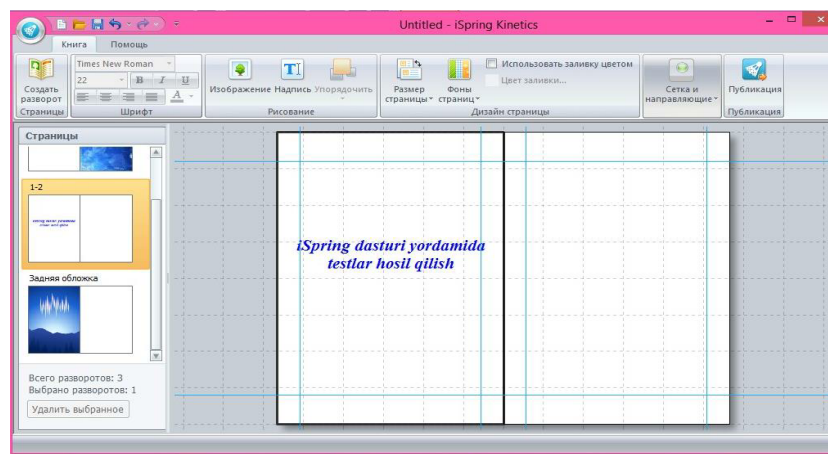 Untitled - iSpring Kinetics
Книга Помощь
Times New Roman
22 B I U
A
Создать разворот
Страницы
Шрифт
Изображение Надпись Упорядочить
Рисование
Размер страницы Фоны страниц
Использовать заливку цветом
Цвет заливки...
Дизайн страницы
Сетка и направляющие
Публикация
Публикация
Страницы
1-2
Задняя обложка
Всего разворотов: 3
Выбрано разворотов: 1
Удалить выбранное
iSpring dasturi yordamida
testlar hosil qilish